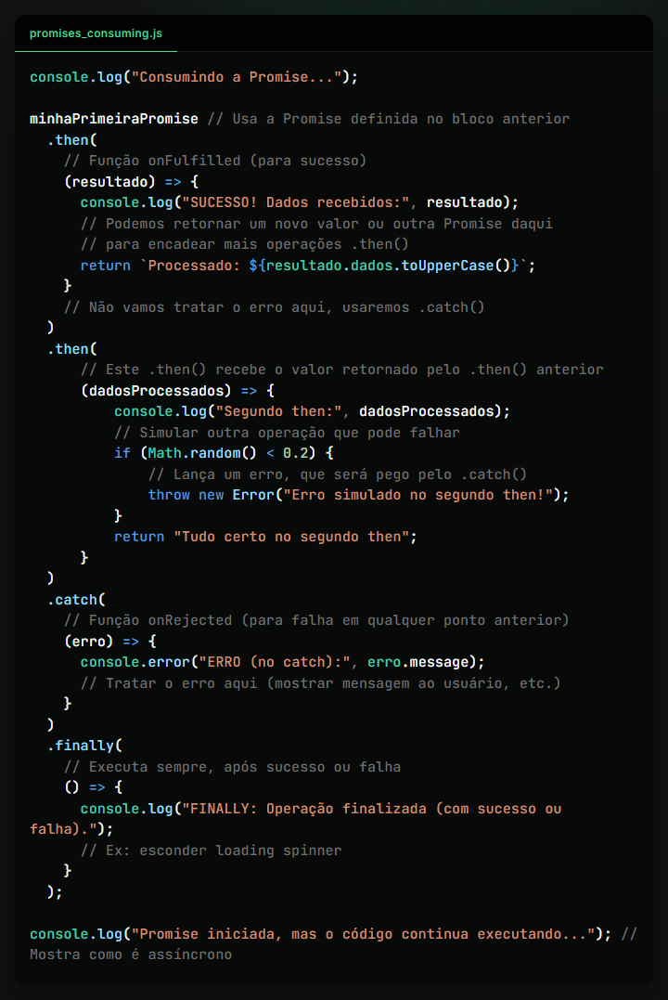 promises_consuming.js
console.log("Consumindo a Promise...");
minhaPrimeiraPromise // Usa a Promise definida no bloco anterior
  .then(
    // Função onFulfilled (para sucesso)
    (resultado) => {
      console.log("SUCESSO! Dados recebidos:", resultado);
      // Podemos retornar um novo valor ou outra Promise daqui
      // para encadear mais operações .then()
      return `Processado: ${resultado.dados.toUpperCase()}`;
    }
    // Não vamos tratar o erro aqui, usaremos .catch()
  )
  .then(
      // Este .then() recebe o valor retornado pelo .then() anterior
      (dadosProcessados) => {
          console.log("Segundo then:", dadosProcessados);
          // Simular outra operação que pode falhar
          if (Math.random() < 0.2) {
              // Lança um erro, que será pego pelo .catch()
              throw new Error("Erro simulado no segundo then!");
          }
          return "Tudo certo no segundo then";
      }
  )
  .catch(
    // Função onRejected (para falha em qualquer ponto anterior)
    (erro) => {
      console.error("ERRO (no catch):", erro.message);
      // Tratar o erro aqui (mostrar mensagem ao usuário, etc.)
    }
  )
  .finally(
    // Executa sempre, após sucesso ou falha
    () => {
      console.log("FINALLY: Operação finalizada (com sucesso ou
falha).");
      // Ex: esconder loading spinner
    }
  );
console.log("Promise iniciada, mas o código continua executando..."); //
Mostra como é assíncrono